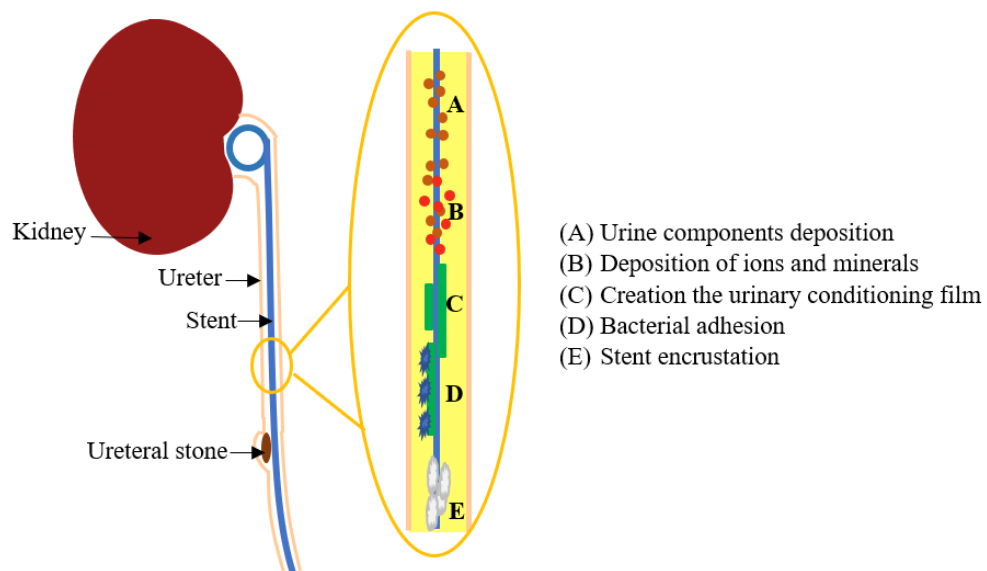 Kidney
Ureter
Stent
Ureteral stone
A
B
C
D
E
(A) Urine components deposition
(B) Deposition of ions and minerals
(C) Creation the urinary conditioning film
(D) Bacterial adhesion
(E) Stent encrustation